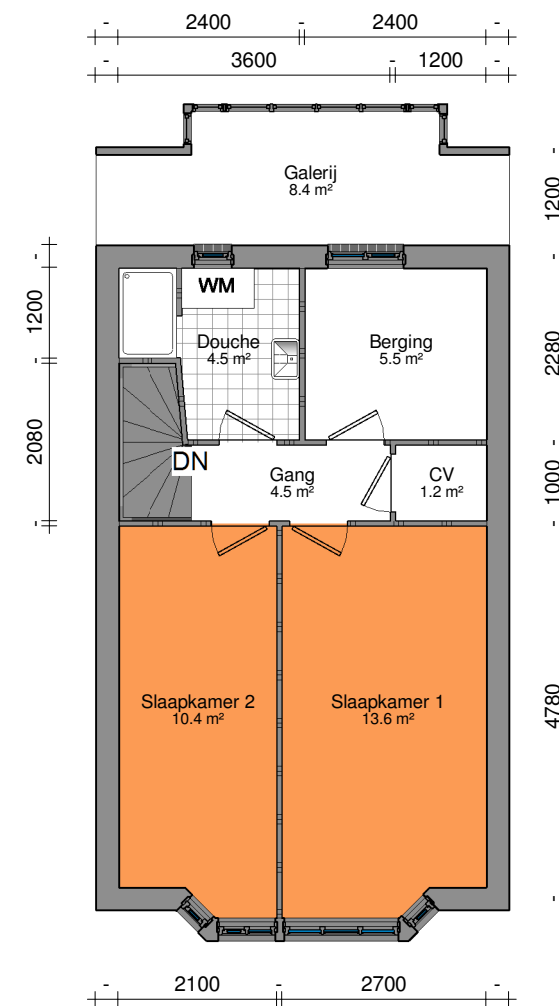 - 2400 - 2400 -
- 3600 - 1200 -
Galerij
8.4 m²
- 1200 -
- 1200 - 2080 -
2280
WM
Douche
4.5 m²
Berging
5.5 m²
DN
Gang
4.5 m²
CV
1.2 m²
- 1000 -
Slaapkamer 2
10.4 m²
Slaapkamer 1
13.6 m²
4780 -
- 2100 - 2700 -